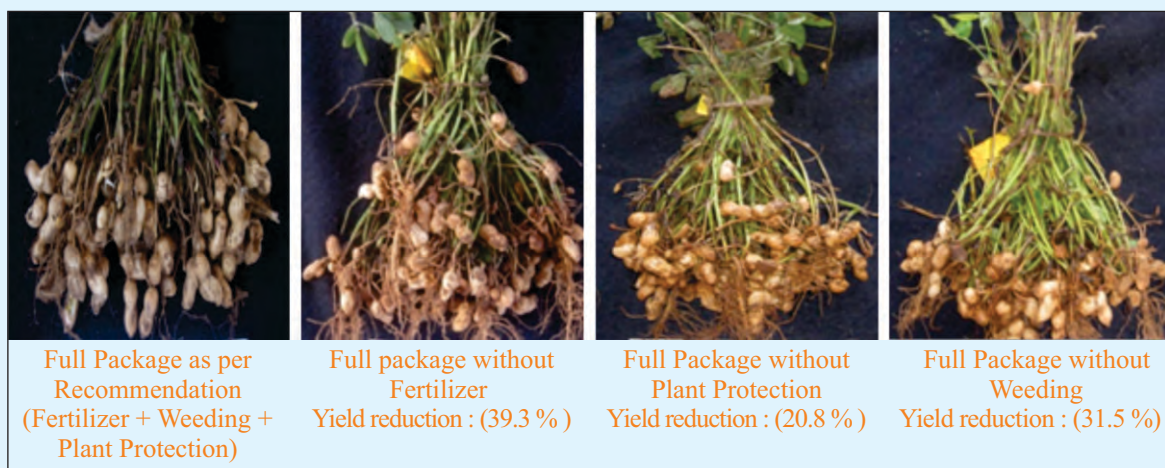 Full Package as per
Recommendation
(Fertilizer + Weeding +
Plant Protection)
Full package without
Fertilizer
Yield reduction : (39.3 % )
Full Package without
Plant Protection
Yield reduction : (20.8 % )
Full Package without
Weeding
Yield reduction : (31.5 %)